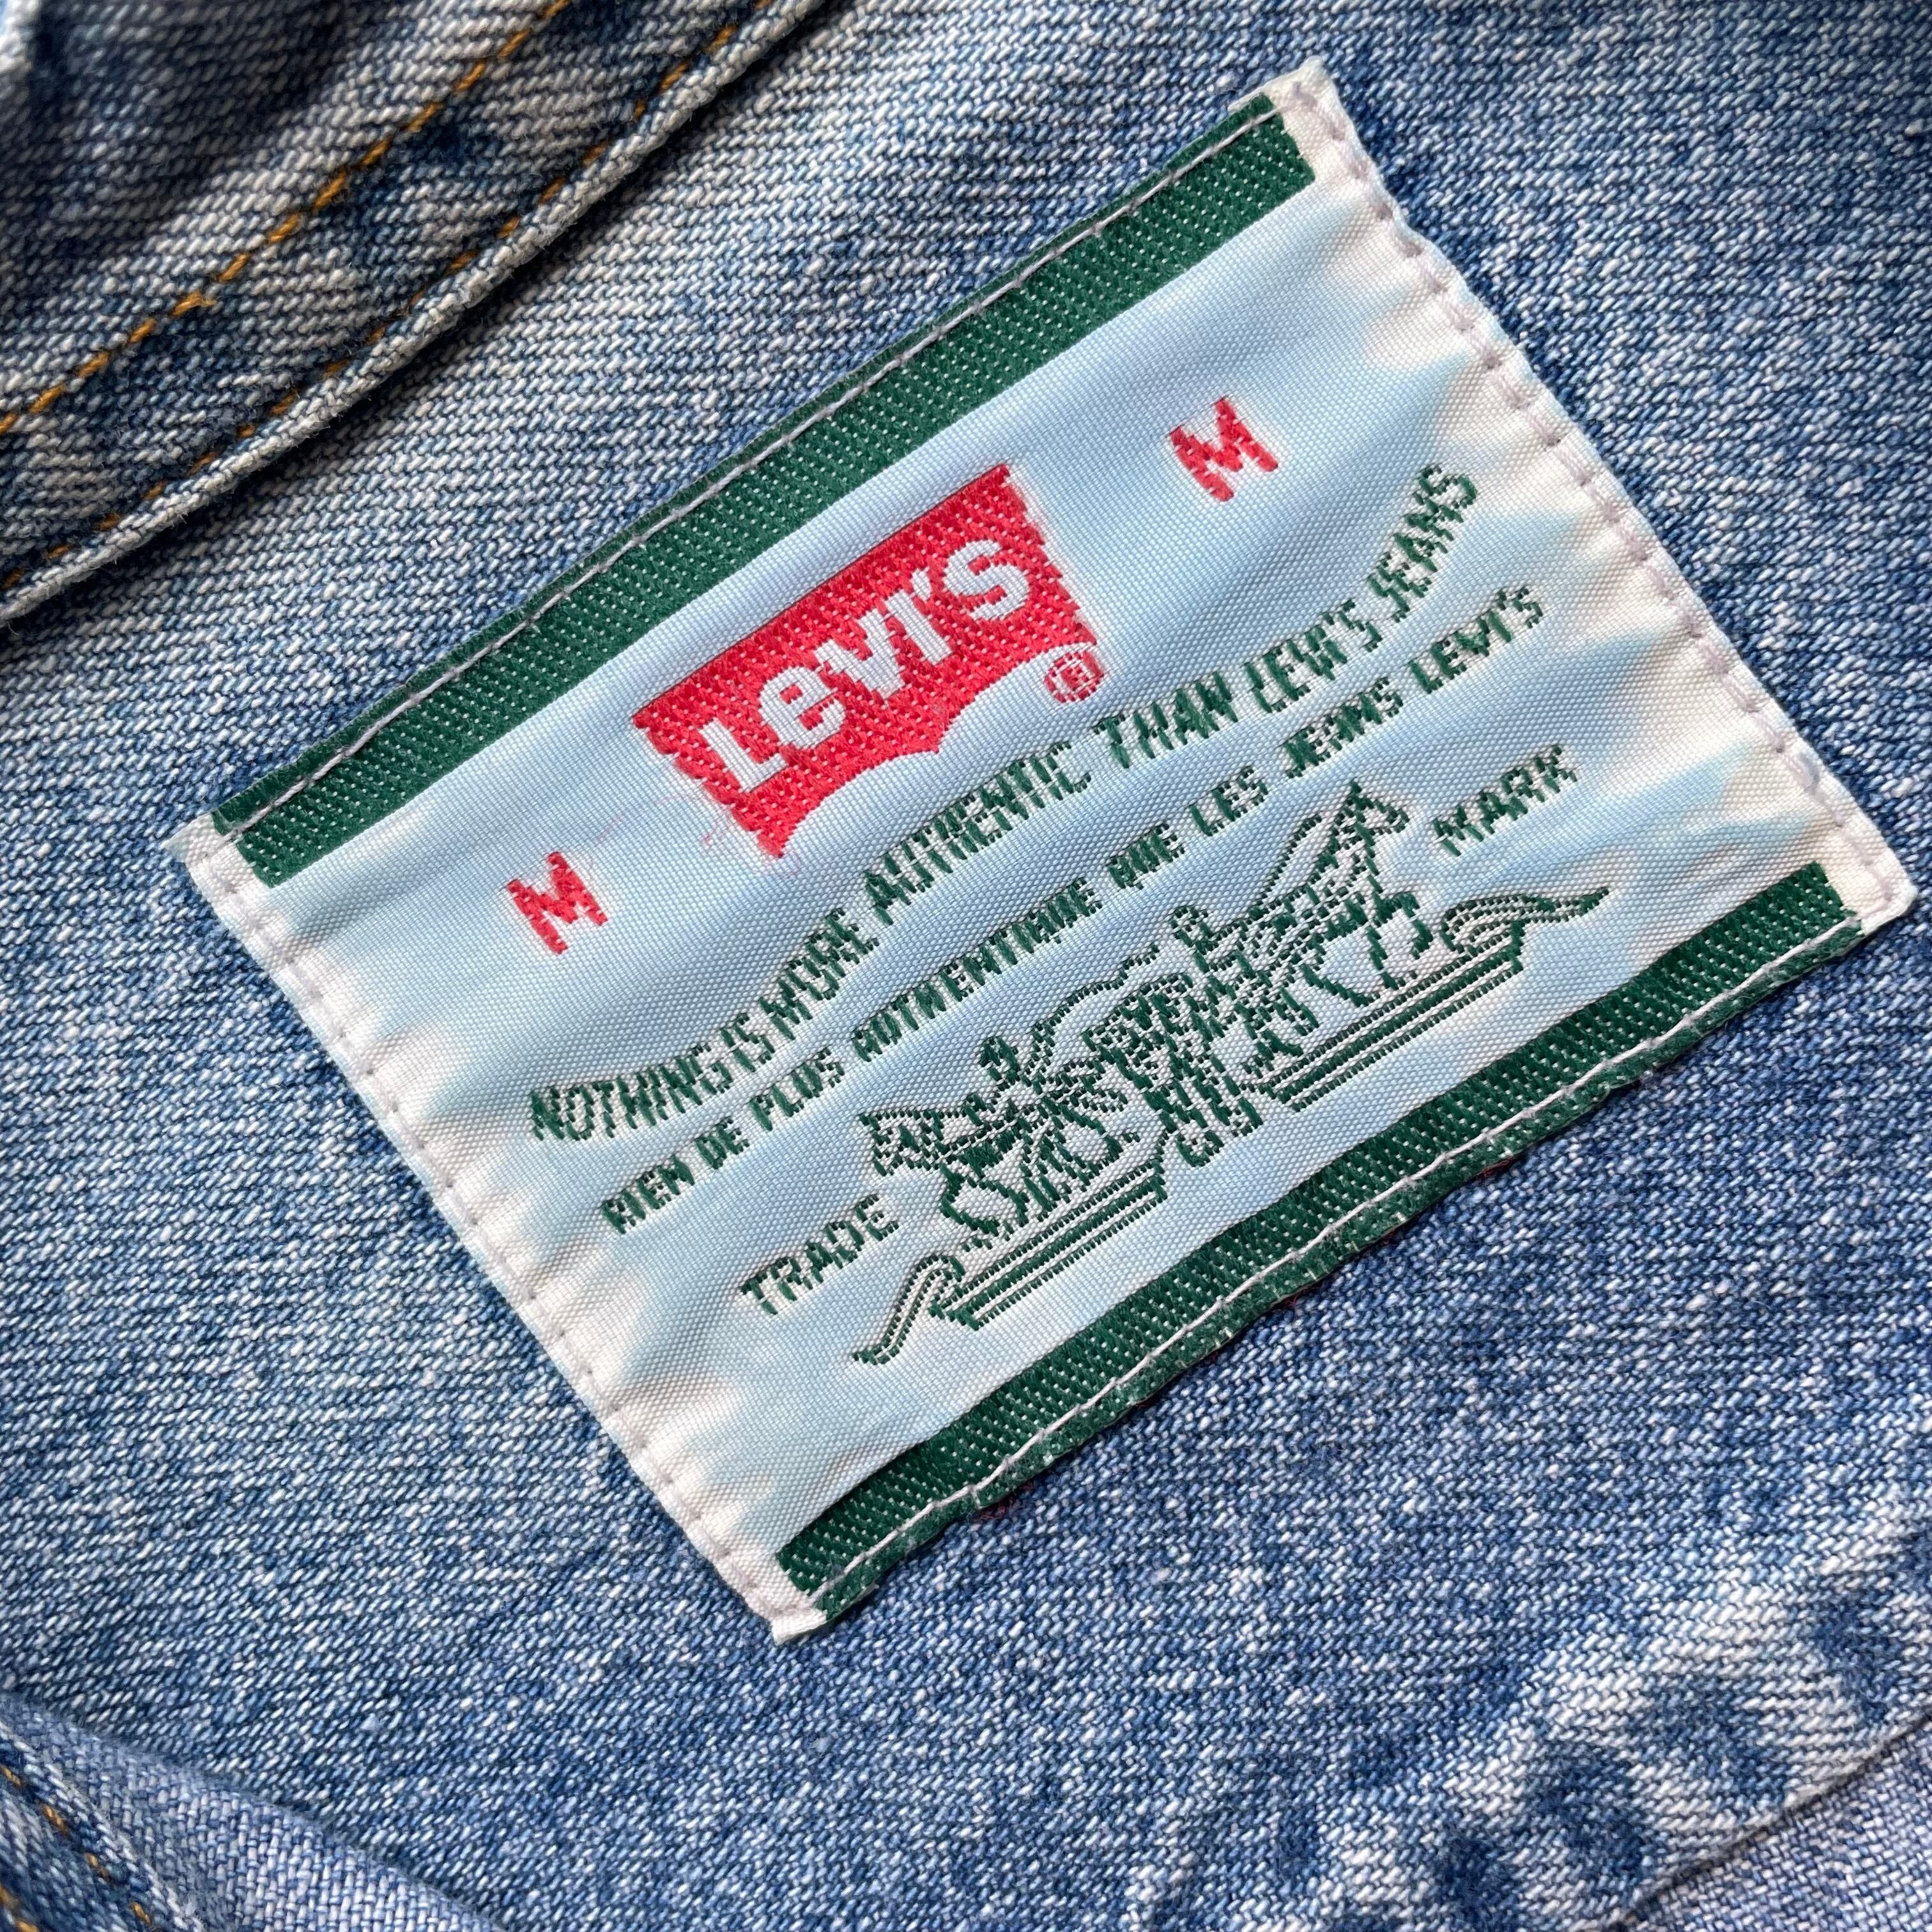 M LEVI'S ® M
NOTHING IS MORE AUTHENTIC THAN LEVI'S JEANS
RIEN DE PLUS AUTHENTIQUE QUE LES JEANS LEVI'S
TRADE MARK